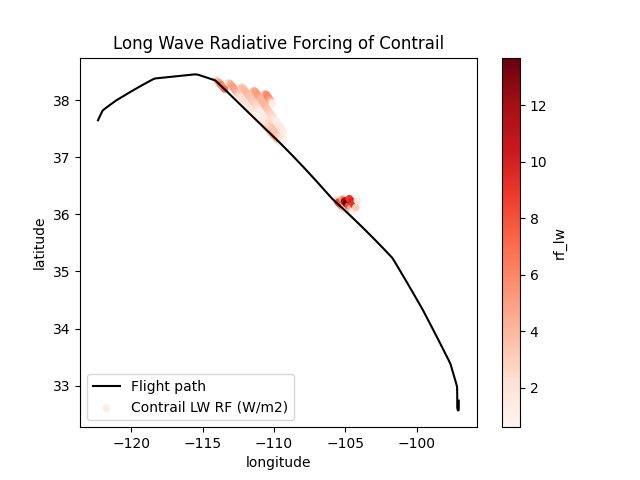 Long Wave Radiative Forcing of Contrail
38
37
36
35
34
33
latitude
−120
−115
−110
−105
−100
longitude
Flight path
Contrail LW RF (W/m2)
12
10
8
6
4
2
rf_lw